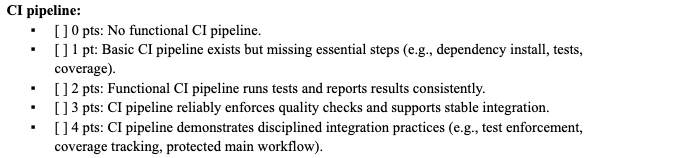 CI pipeline:
▪ [ ] 0 pts: No functional CI pipeline.
▪ [ ] 1 pt: Basic CI pipeline exists but missing essential steps (e.g., dependency install, tests,
coverage).
▪ [ ] 2 pts: Functional CI pipeline runs tests and reports results consistently.
▪ [ ] 3 pts: CI pipeline reliably enforces quality checks and supports stable integration.
▪ [ ] 4 pts: CI pipeline demonstrates disciplined integration practices (e.g., test enforcement,
coverage tracking, protected main workflow).